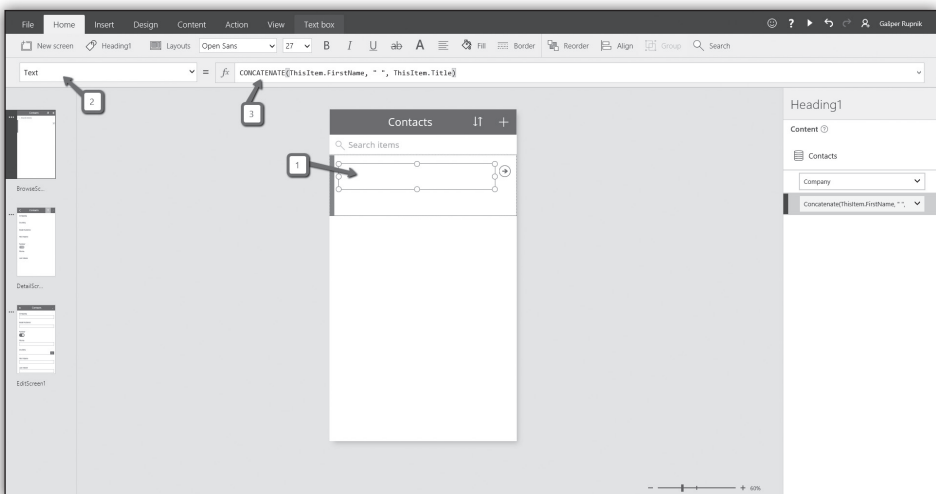 File Home Insert Design Content Action View Text box ? Gašper Rupnik
New screen Heading1 Layouts Open Sans 27 B I U ab A Fill Border Reorder Align Group Search
Text = fx CONCATENATE(ThisItem.FirstName, " ", ThisItem.Title)
2
3
1
BrowseSc...
DetailScr...
EditScreen1
Contacts
Search items
Heading1
Content ?
Contacts
Company
Concatenate(ThisItem.FirstName, " ",
60%